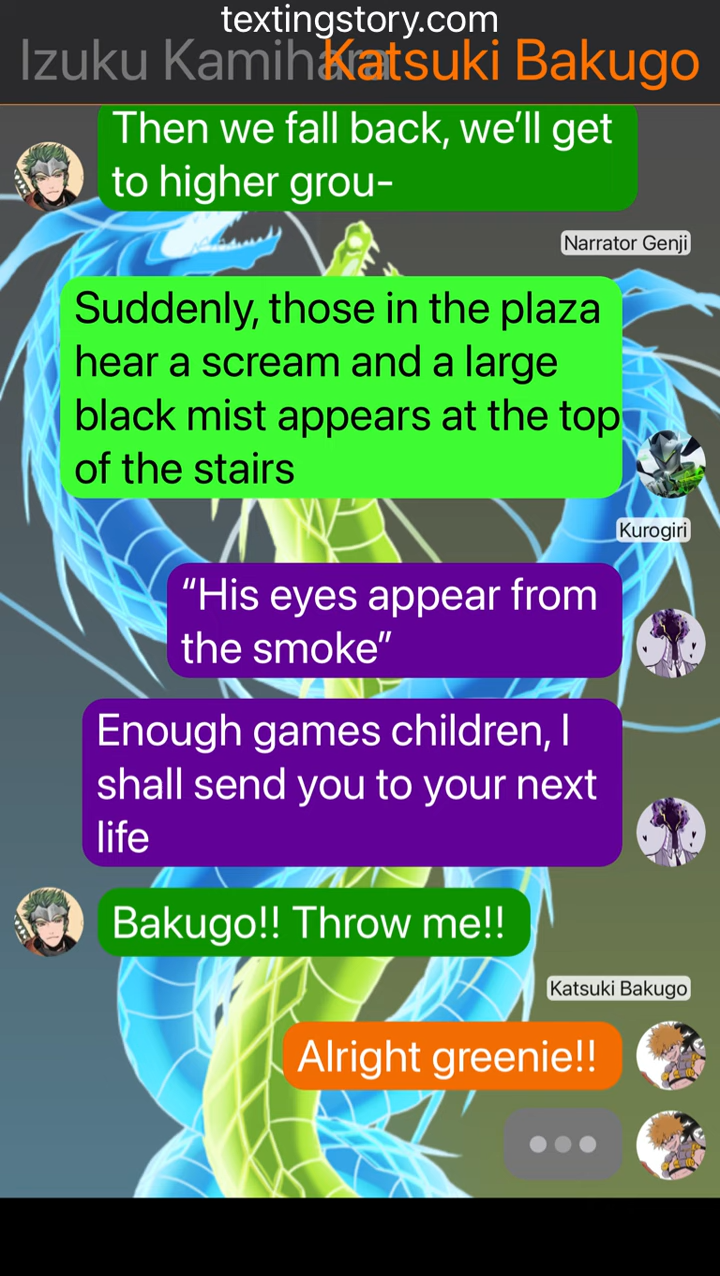 textingstory.com
Izuku Kamihara
Katsuki Bakugo
Then we fall back, we’ll get
to higher grou-
Narrator Genji
Suddenly, those in the plaza
hear a scream and a large
black mist appears at the top
of the stairs
Kurogiri
“His eyes appear from
the smoke”
Enough games children, I
shall send you to your next
life
Bakugo!! Throw me!!
Katsuki Bakugo
Alright greenie!!